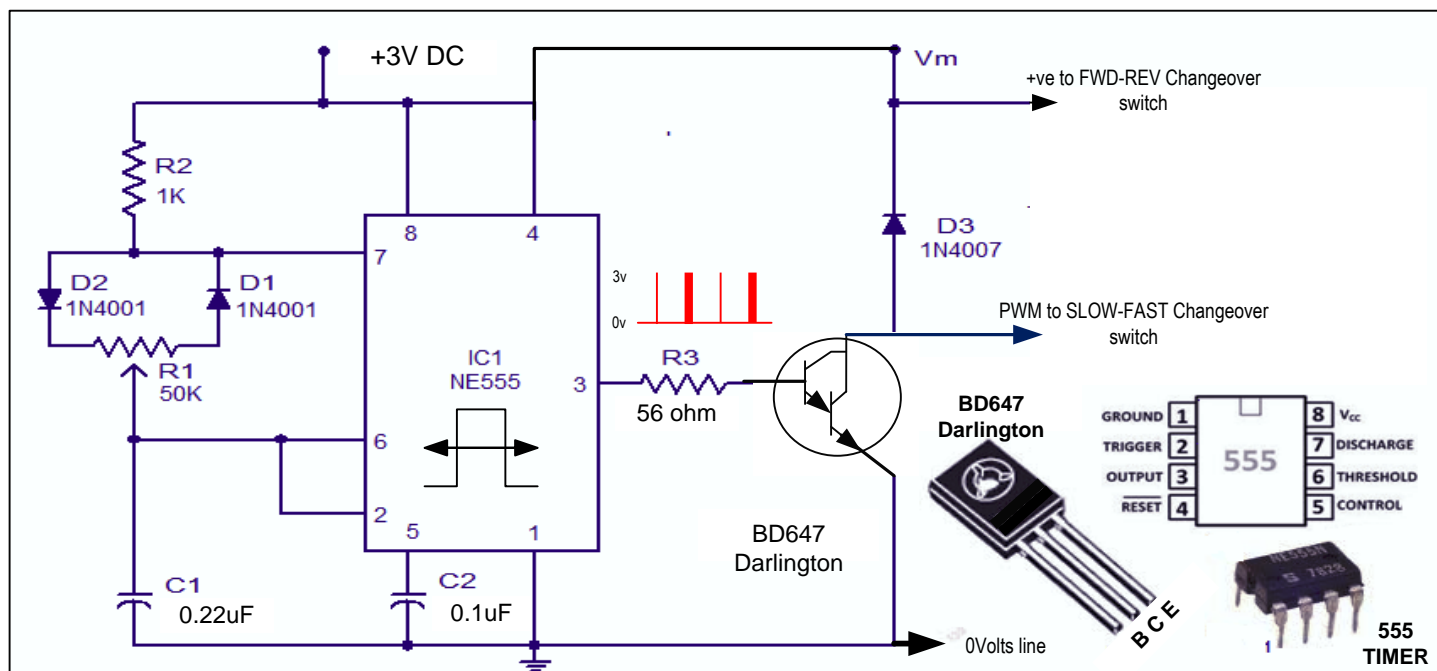 +3V DC
Vm
+ve to FWD-REV Changeover
switch
R2
1K
8
4
7
D2
1N4001
D1
1N4001
D3
1N4007
3v
0v
PWM to SLOW-FAST Changeover
switch
R1
50K
IC1
NE555
3
R3
56 ohm
6
2
5
1
BD647
Darlington
C1
0.22uF
C2
0.1uF
0Volts line
BD647
Darlington
B C E
GROUND 1
TRIGGER 2
OUTPUT 3
RESET 4
555
8 Vcc
7 DISCHARGE
6 THRESHOLD
5 CONTROL
NE555N
S 7828
1
555
TIMER